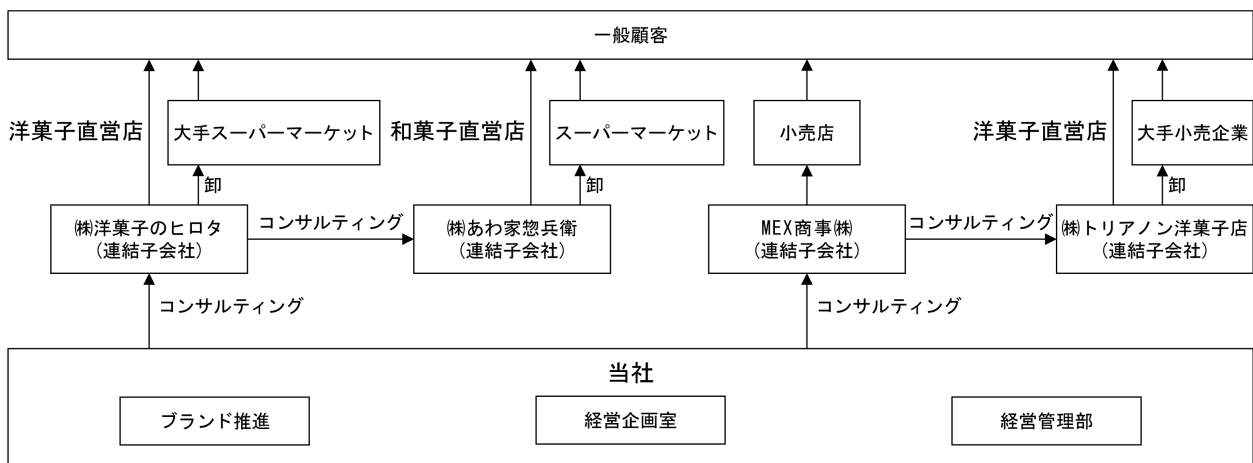 一般顧客
洋菓子直営店
大手スーパーマーケット
和菓子直営店
スーパーマーケット
小売店
洋菓子直営店
大手小売企業
卸
卸
卸
㈱洋菓子のヒロタ
(連結子会社)
コンサルティング
㈱あわ家惣兵衛
(連結子会社)
MEX商事㈱
(連結子会社)
コンサルティング
㈱トリアノン洋菓子店
(連結子会社)
コンサルティング
コンサルティング
当社
ブランド推進
経営企画室
経営管理部